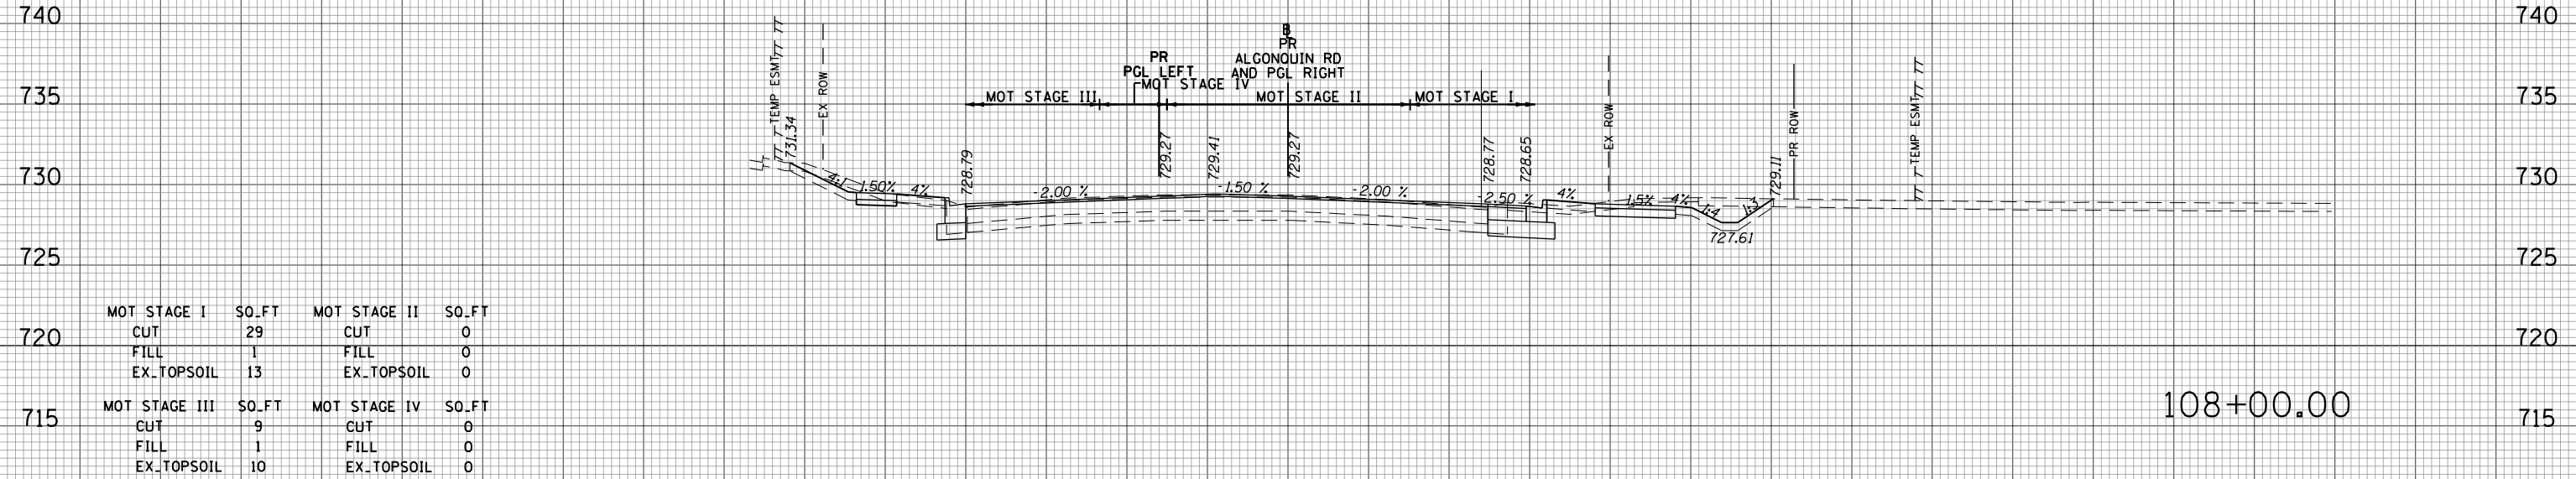 740
740
B
PR
ALGONQUIN RD
AND PGL RIGHT
PR
PGL LEFT
MOT STAGE IV
MOT STAGE III
MOT STAGE II
MOT STAGE I
735
735
TEMP ESMT
EX ROW
EX ROW
PR ROW
TEMP ESMT
731.34
728.79
729.27
729.41
729.27
728.77
728.65
729.11
730
730
4:1
1.50%
4%
-2.00 %
-1.50 %
-2.00 %
-2.50 %
4%
1.5%
4%
1:4
1:3
727.61
725
725
MOT STAGE I SQ_FT MOT STAGE II SQ_FT
CUT 29 CUT 0
FILL 1 FILL 0
EX_TOPSOIL 13 EX_TOPSOIL 0
720
720
MOT STAGE III SQ_FT MOT STAGE IV SQ_FT
CUT 9 CUT 0
FILL 1 FILL 0
EX_TOPSOIL 10 EX_TOPSOIL 0
715
715
108+00.00